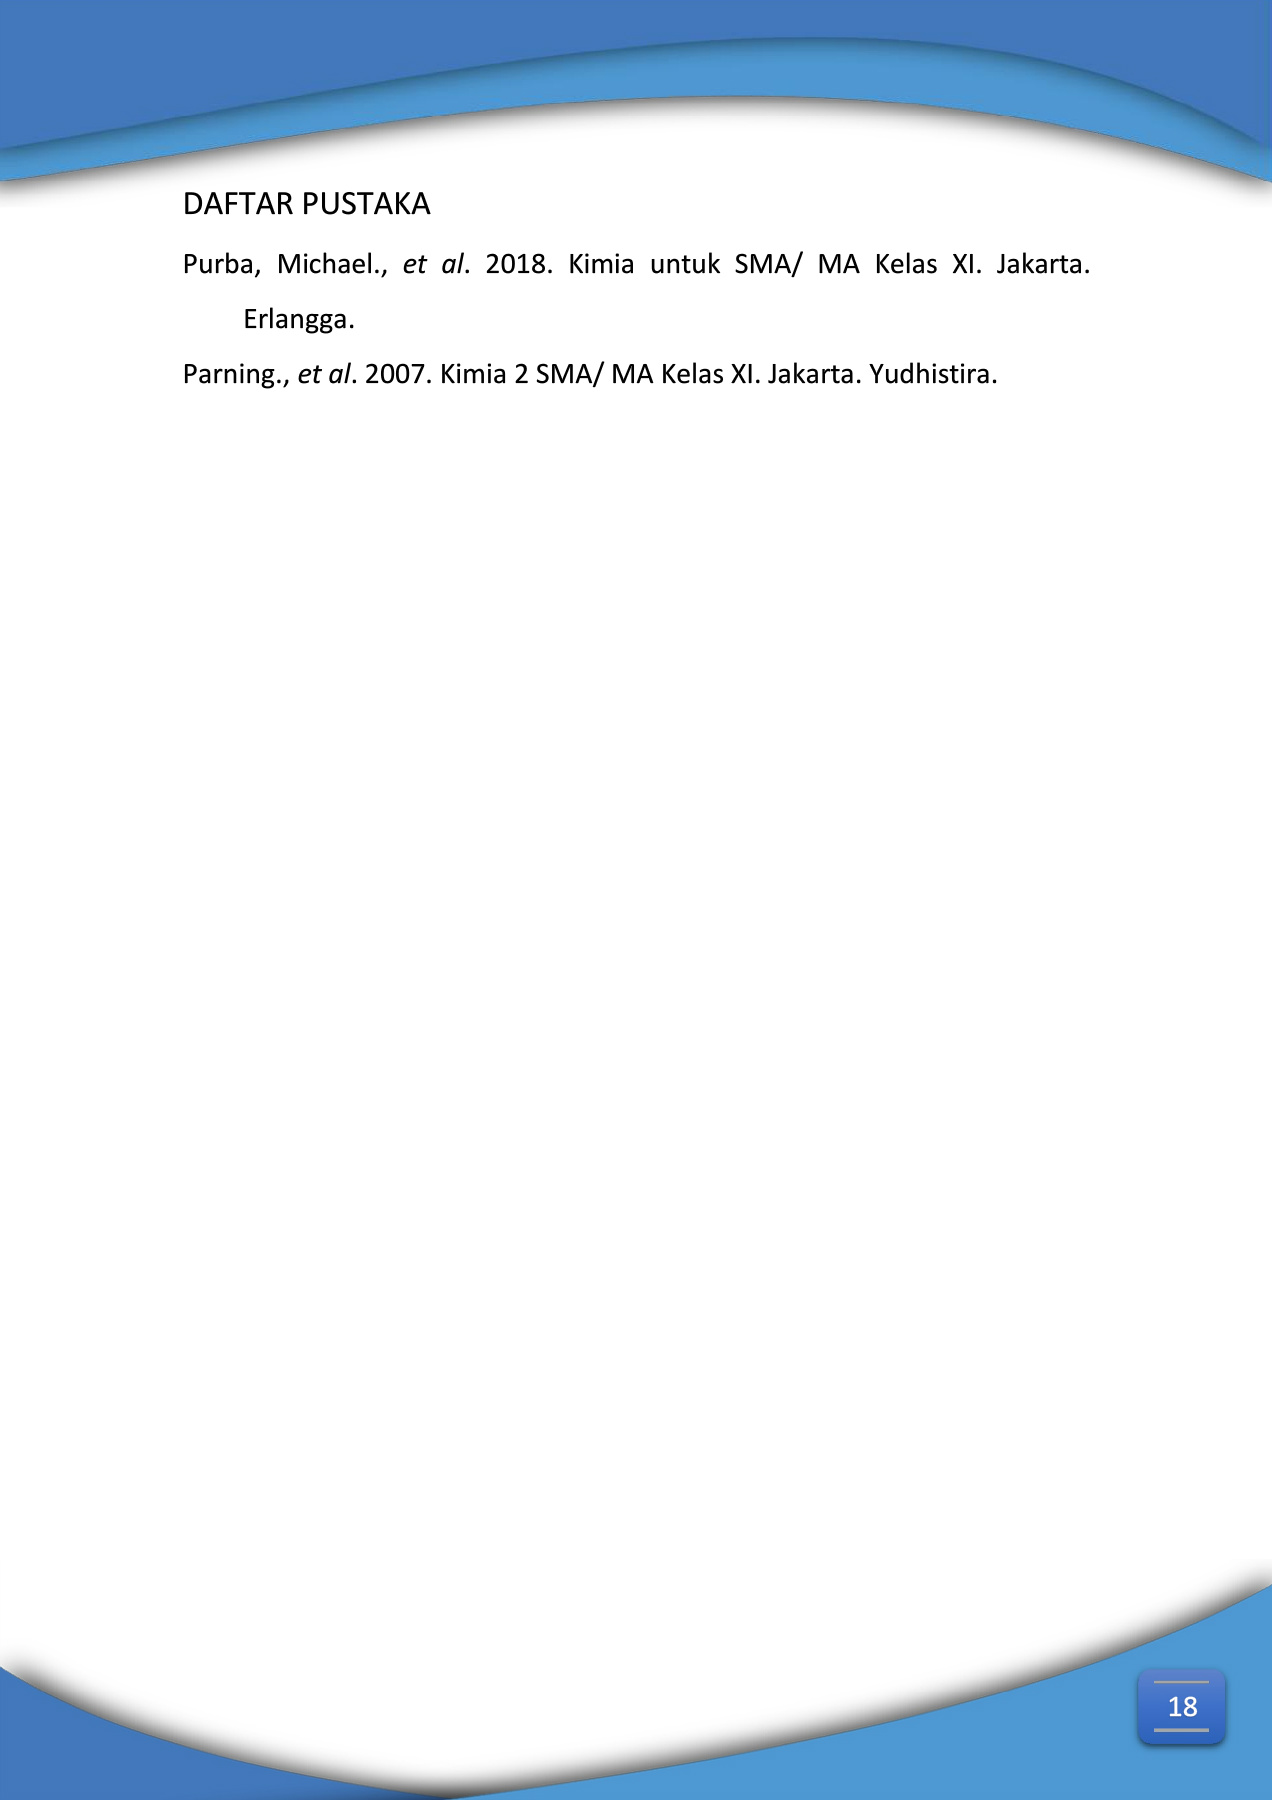 DAFTAR PUSTAKA
Purba, Michael., et al. 2018. Kimia untuk SMA/ MA Kelas XI. Jakarta.
Erlangga.
Parning., et al. 2007. Kimia 2 SMA/ MA Kelas XI. Jakarta. Yudhistira.
18